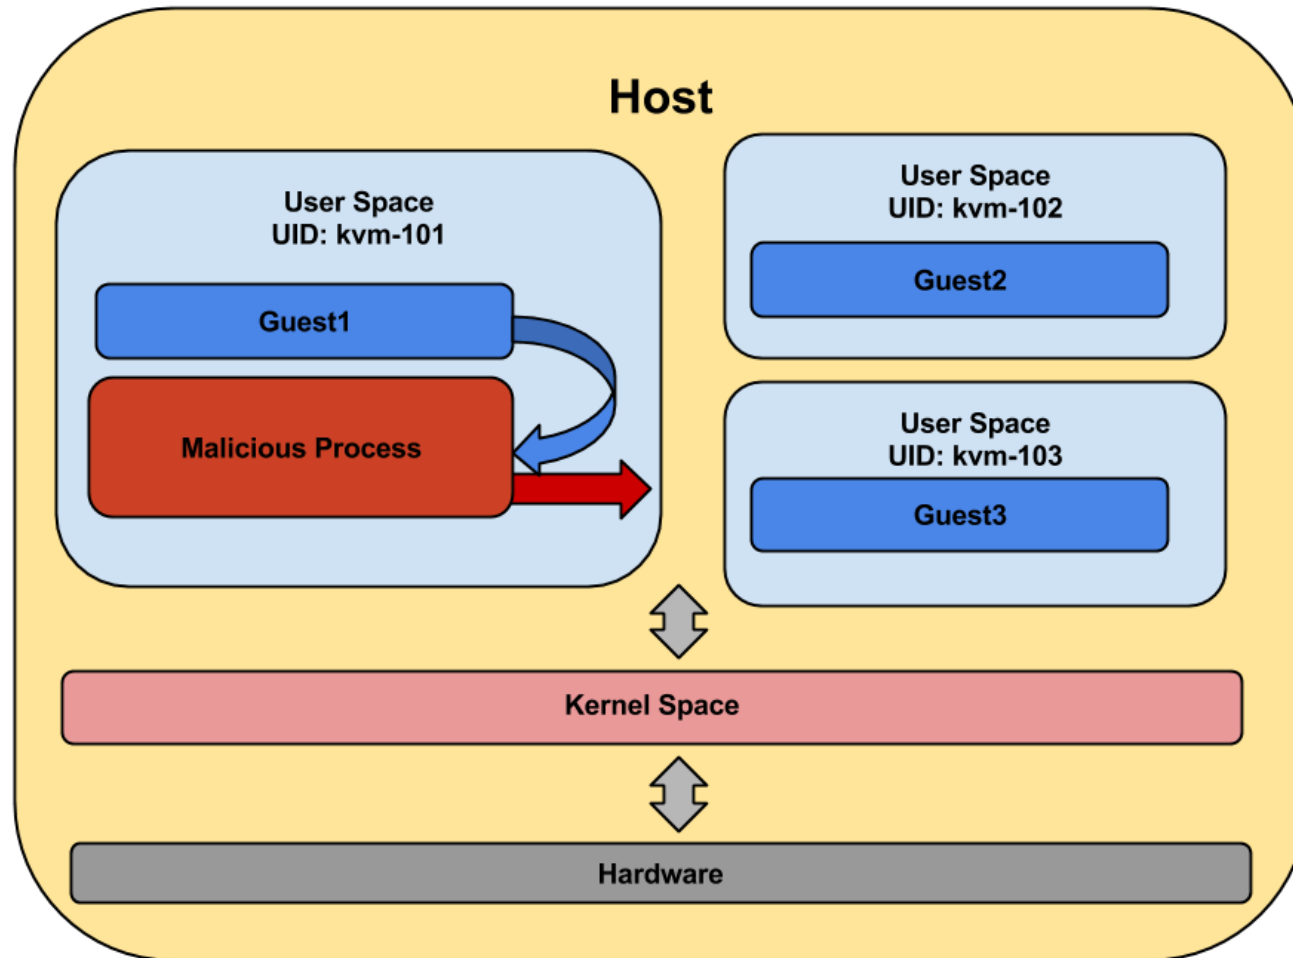 Host
User Space
UID: kvm-101
Guest1
Malicious Process
User Space
UID: kvm-102
Guest2
User Space
UID: kvm-103
Guest3
Kernel Space
Hardware